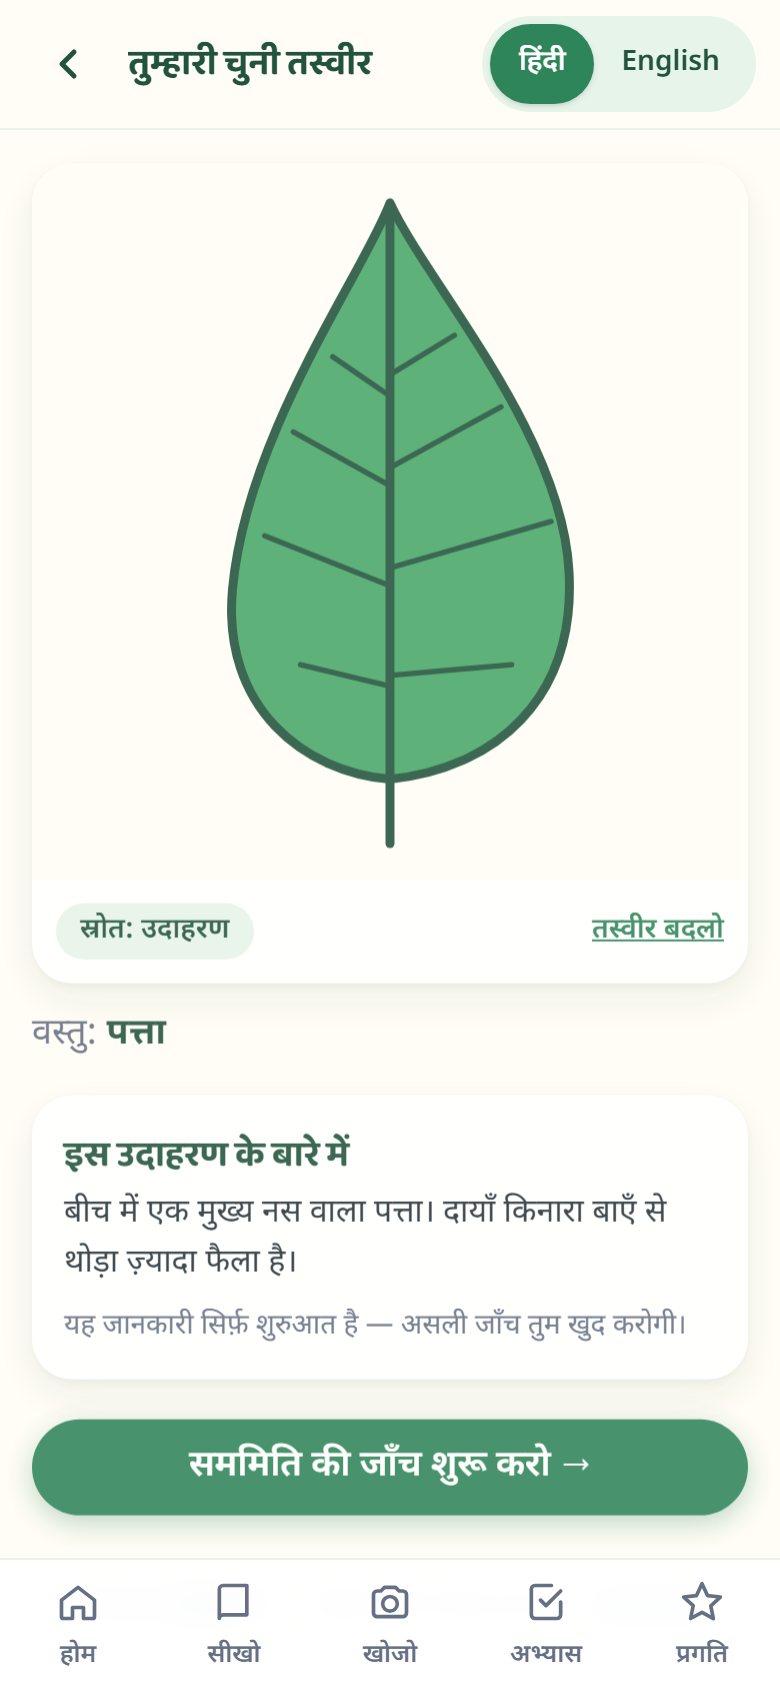 तुम्हारी चुनी तस्वीर
हिंदी
English
स्रोत: उदाहरण
तस्वीर बदलो
वस्तु: पत्ता
इस उदाहरण के बारे में
बीच में एक मुख्य नस वाला पत्ता। दायाँ किनारा बाएँ से
थोड़ा ज़्यादा फैला है।
यह जानकारी सिर्फ़ शुरुआत है — असली जाँच तुम खुद करोगी।
सममिति की जाँच शुरू करो →
होम
सीखो
खोजो
अभ्यास
प्रगति